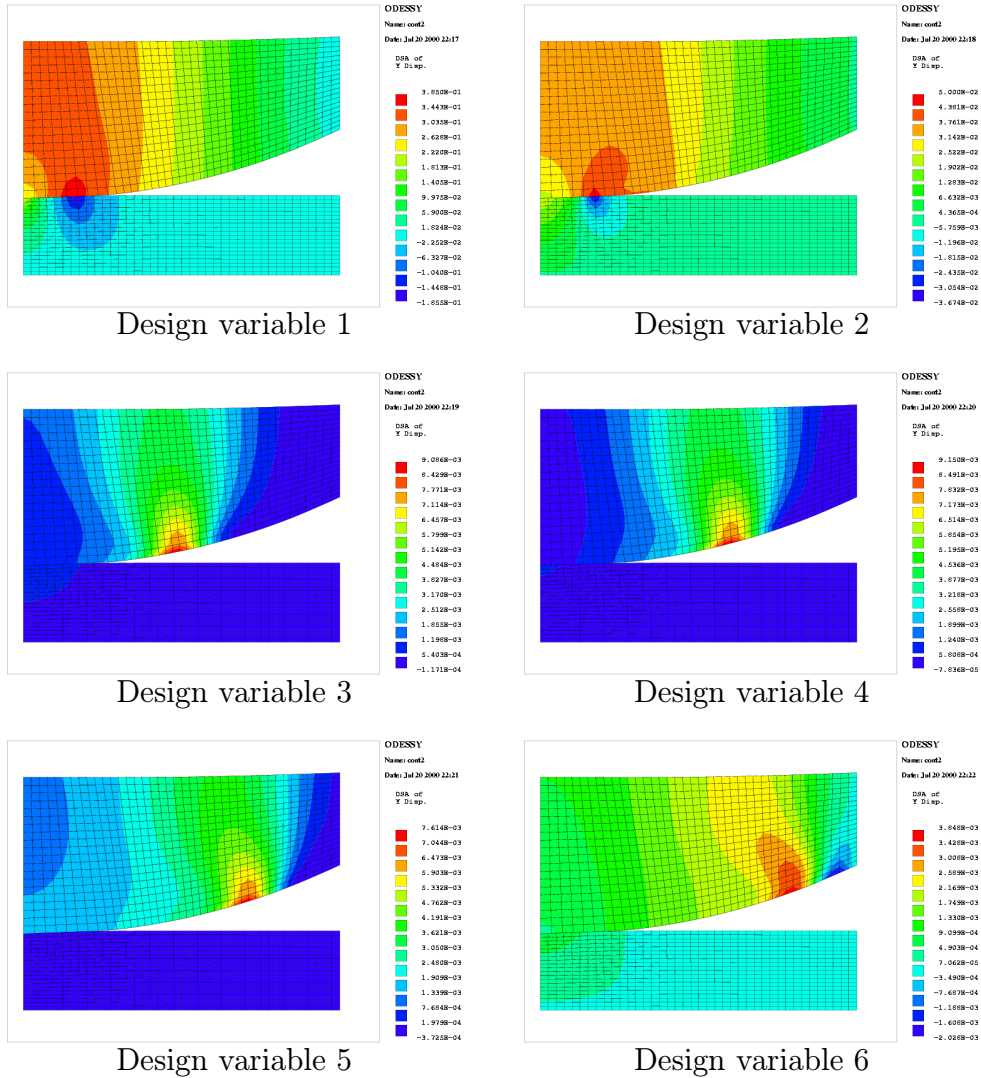 ODESSY
Name: cont2
Date: Jul 20 2000 22:17
DSA of
Y Disp.
3.850E-01
3.443E-01
3.035E-01
2.628E-01
2.220E-01
1.813E-01
1.405E-01
9.975E-02
5.900E-02
1.824E-02
-2.252E-02
-6.327E-02
-1.040E-01
-1.448E-01
-1.855E-01
Design variable 1
ODESSY
Name: cont2
Date: Jul 20 2000 22:18
DSA of
Y Disp.
5.000E-02
4.381E-02
3.761E-02
3.142E-02
2.522E-02
1.902E-02
1.283E-02
6.632E-03
4.365E-04
-5.759E-03
-1.196E-02
-1.815E-02
-2.435E-02
-3.054E-02
-3.674E-02
Design variable 2
ODESSY
Name: cont2
Date: Jul 20 2000 22:19
DSA of
Y Disp.
9.086E-03
8.429E-03
7.771E-03
7.114E-03
6.457E-03
5.799E-03
5.142E-03
4.484E-03
3.827E-03
3.170E-03
2.512E-03
1.855E-03
1.198E-03
5.403E-04
-1.171E-04
Design variable 3
ODESSY
Name: cont2
Date: Jul 20 2000 22:20
DSA of
Y Disp.
9.150E-03
8.491E-03
7.832E-03
7.173E-03
6.514E-03
5.854E-03
5.195E-03
4.536E-03
3.877E-03
3.218E-03
2.558E-03
1.899E-03
1.240E-03
5.808E-04
-7.836E-05
Design variable 4
ODESSY
Name: cont2
Date: Jul 20 2000 22:21
DSA of
Y Disp.
7.614E-03
7.044E-03
6.473E-03
5.903E-03
5.332E-03
4.762E-03
4.191E-03
3.621E-03
3.050E-03
2.480E-03
1.909E-03
1.339E-03
7.684E-04
1.979E-04
-3.725E-04
Design variable 5
ODESSY
Name: cont2
Date: Jul 20 2000 22:22
DSA of
Y Disp.
3.848E-03
3.428E-03
3.008E-03
2.589E-03
2.169E-03
1.749E-03
1.330E-03
9.099E-04
4.903E-04
7.062E-05
-3.490E-04
-7.687E-04
-1.188E-03
-1.608E-03
-2.028E-03
Design variable 6